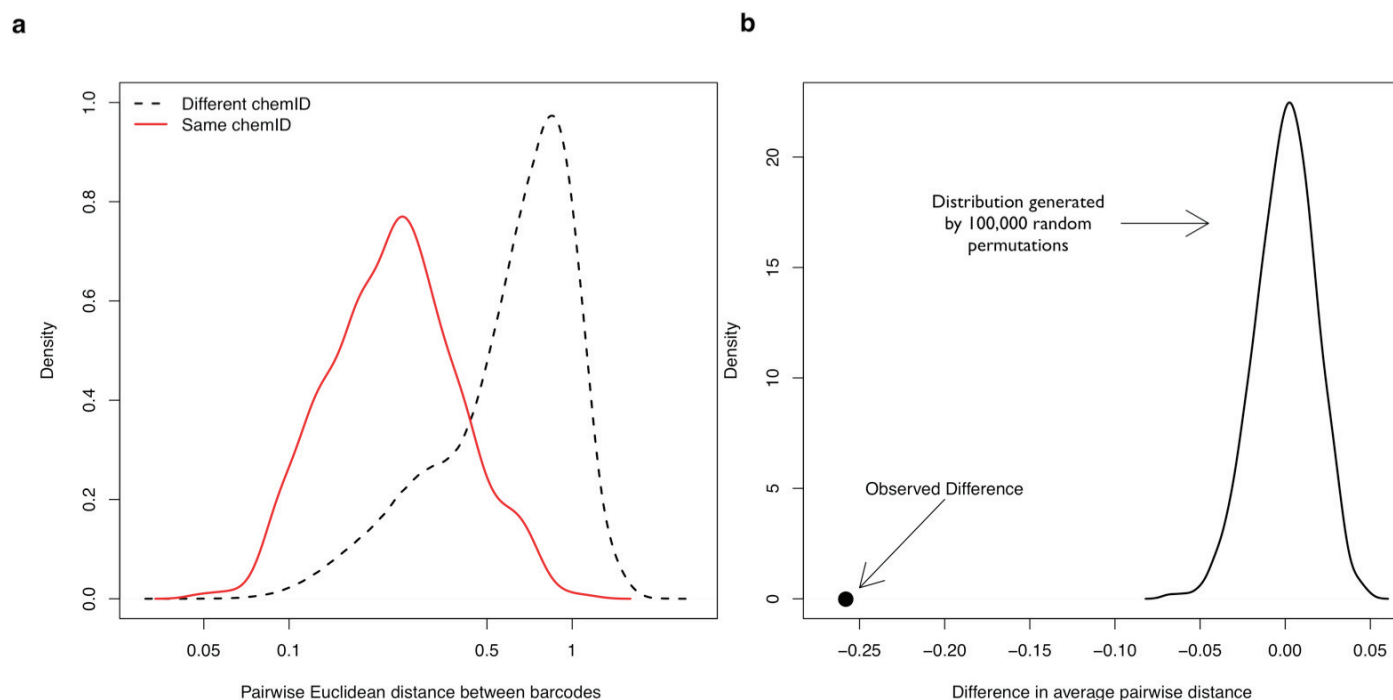 a
b
Different chemID
Same chemID
Density
0.0
0.2
0.4
0.6
0.8
1.0
0.05
0.1
0.5
1
Pairwise Euclidean distance between barcodes
Distribution generated
by 100,000 random
permutations
Observed Difference
Density
0
5
10
15
20
−0.25
−0.20
−0.15
−0.10
−0.05
0.00
0.05
Difference in average pairwise distance